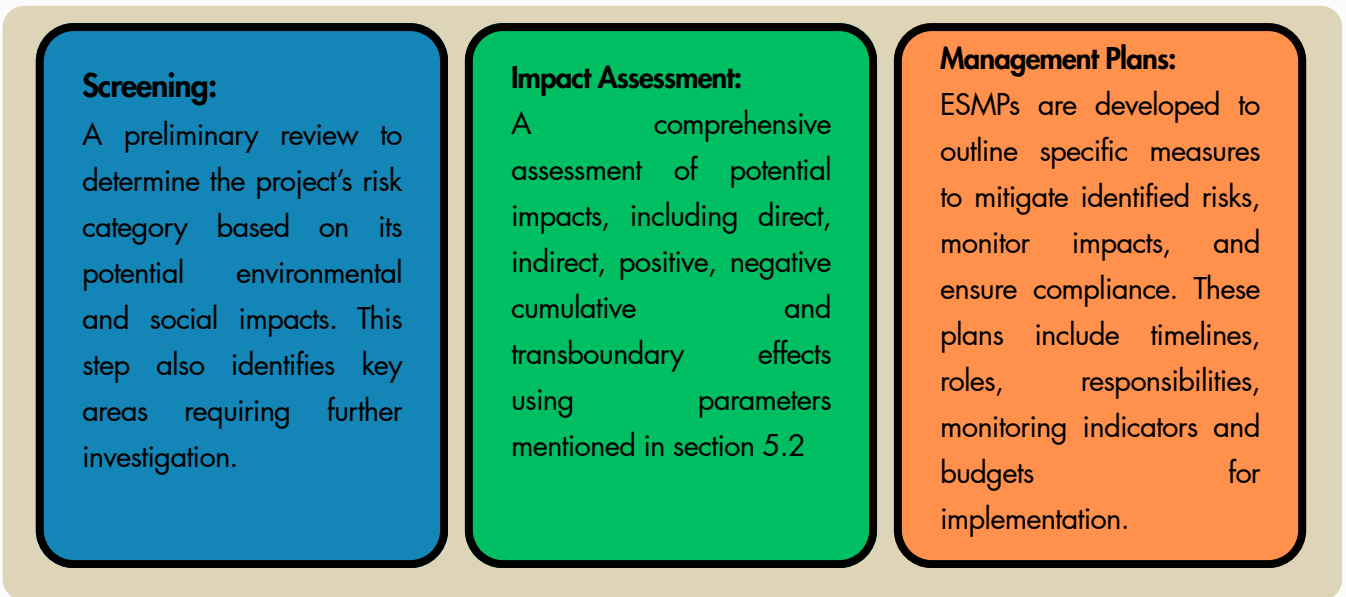 Screening:
A preliminary review to
determine the project's risk
category based on its
potential environmental
and social impacts. This
step also identifies key
areas requiring further
investigation.
Impact Assessment:
A comprehensive
assessment of potential
impacts, including direct,
indirect, positive, negative
cumulative and
transboundary effects
using parameters
mentioned in section 5.2
Management Plans:
ESMPs are developed to
outline specific measures
to mitigate identified risks,
monitor impacts, and
ensure compliance. These
plans include timelines,
roles, responsibilities,
monitoring indicators and
budgets for
implementation.